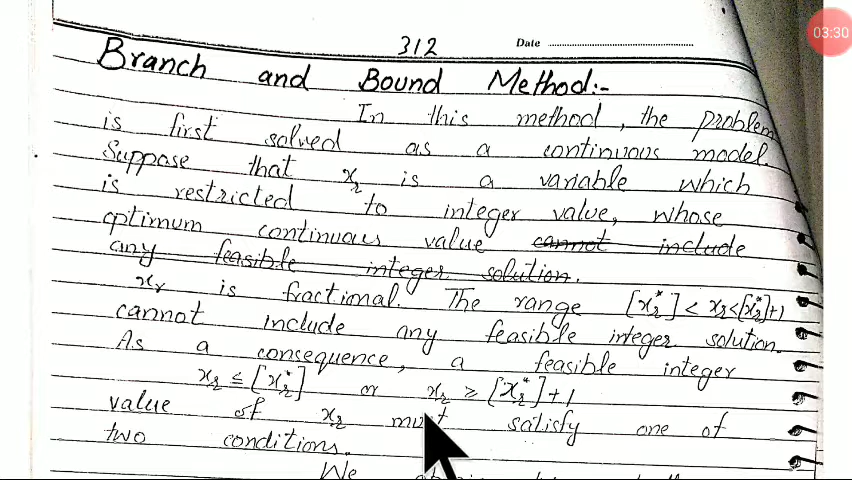 312
Date
03:30
Branch and Bound Method:-
In this method, the problem
is first solved as a continuous model
Suppose that x_r is a variable which
is restricted to integer value, whose
optimum continuous value cannot include
any feasible integer solution.
x_r is fractional. The range [x_r*] < x_r < [x_r*]+1
cannot include any feasible integer solution.
As a consequence, a feasible integer
x_r ≤ [x_r*] or x_r ≥ [x_r*]+1
value of x_r must satisfy one of
two conditions.
We